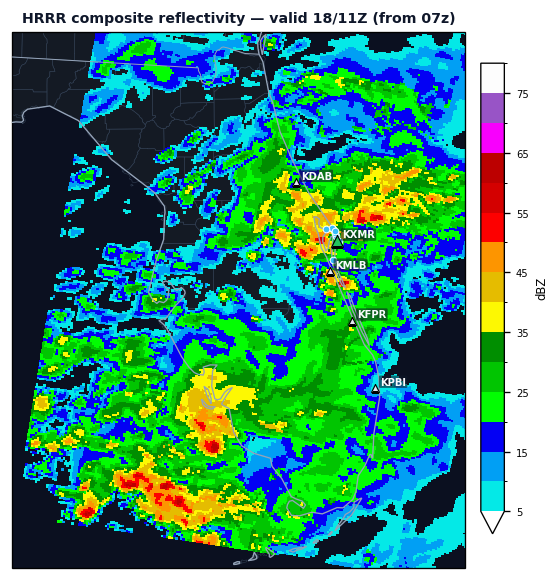 HRRR composite reflectivity — valid 18/11Z (from 07z)
KDAB
KXMR
KMLB
KFPR
KPBI
75
65
55
45
35
25
15
5
dBZ